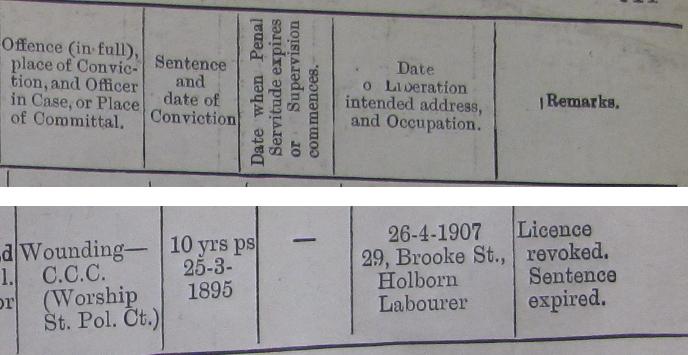 Offence (in full),
place of Convic-
tion, and Officer
in Case, or Place
of Committal.
Sentence
and
date of
Conviction
Date when Penal
Servitude expires
or Supervision
commences.
Date
o Liberation
intended address,
and Occupation.
Remarks.
d
l.
or
Wounding—
C.C.C.
(Worship
St. Pol. Ct.)
10 yrs ps
25-3-
1895
—
26-4-1907
29, Brooke St.,
Holborn
Labourer
Licence
revoked.
Sentence
expired.